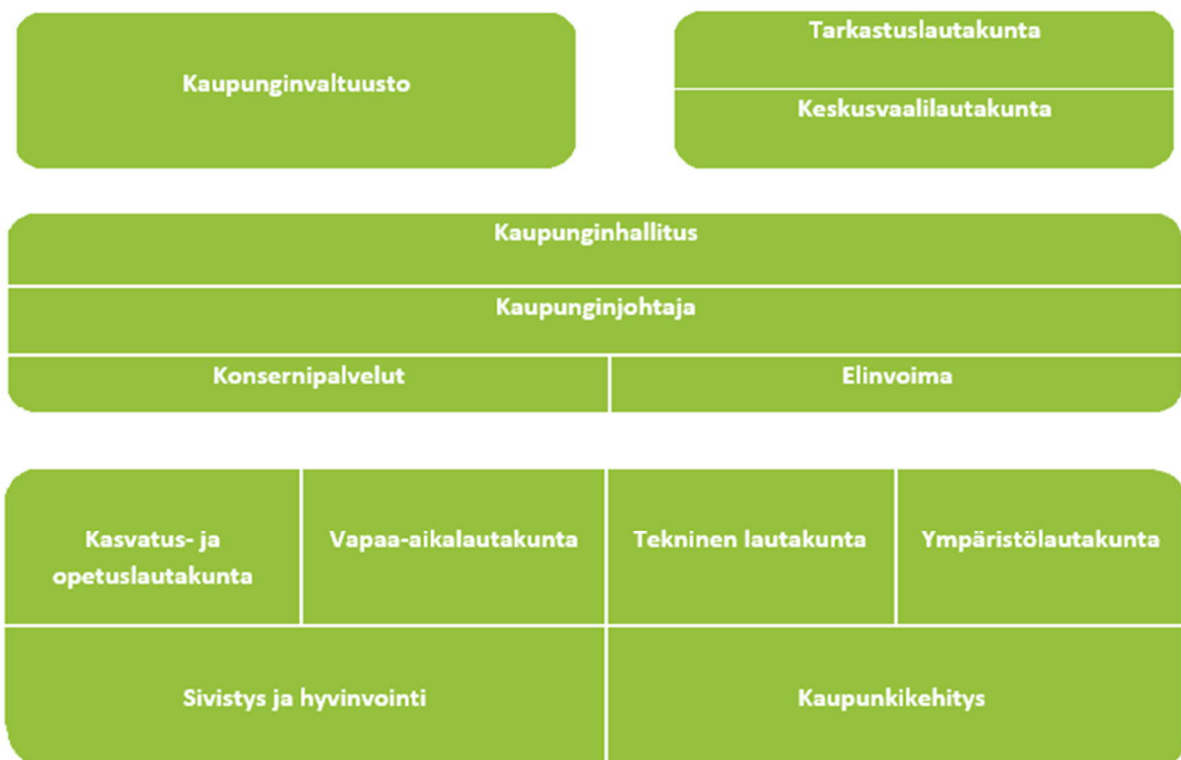 Kaupunginvaltuusto
Tarkastuslautakunta
Keskusvaalilautakunta
Kaupunginhallitus
Kaupunginjohtaja
Konsernipalvelut
Elinvoima
Kasvatus- ja
opetuslautakunta
Vapaa-aikalautakunta
Tekninen lautakunta
Ympäristölautakunta
Sivistys ja hyvinvointi
Kaupunkikehitys